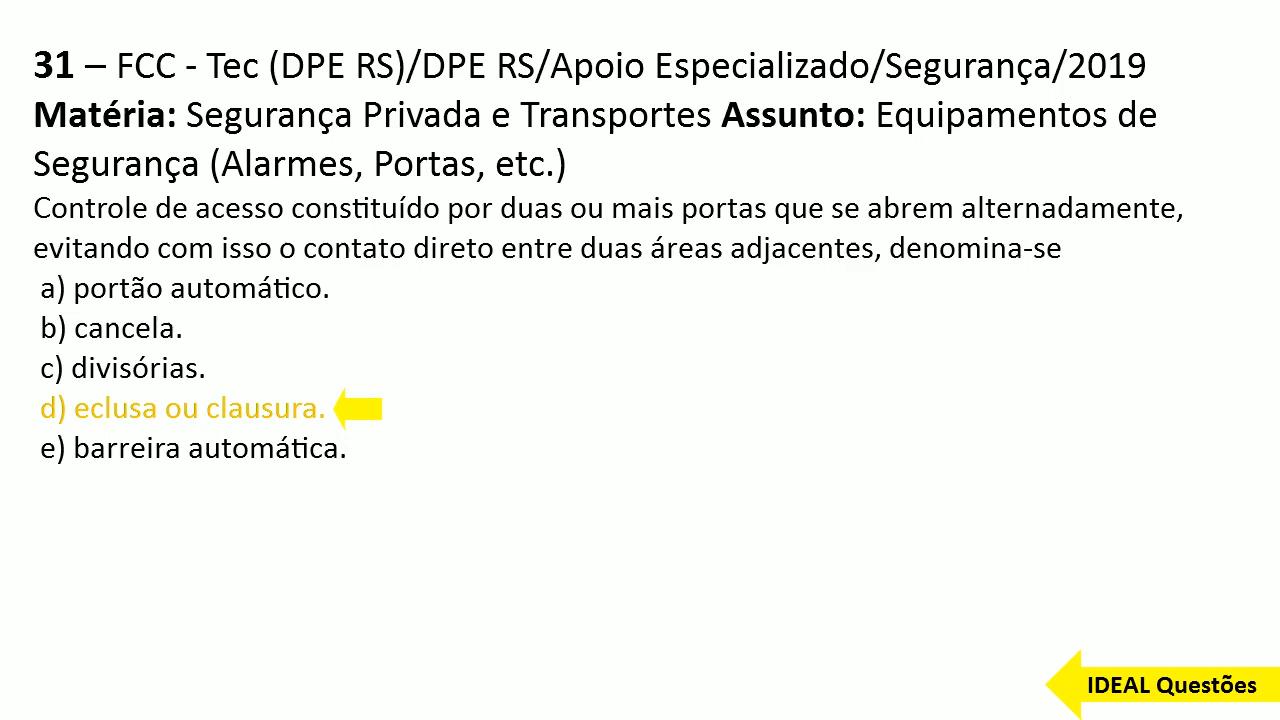 31 – FCC - Tec (DPE RS)/DPE RS/Apoio Especializado/Segurança/2019
Matéria: Segurança Privada e Transportes Assunto: Equipamentos de
Segurança (Alarmes, Portas, etc.)
Controle de acesso constituído por duas ou mais portas que se abrem alternadamente,
evitando com isso o contato direto entre duas áreas adjacentes, denomina-se
a) portão automático.
b) cancela.
c) divisórias.
d) eclusa ou clausura.
e) barreira automática.
IDEAL Questões